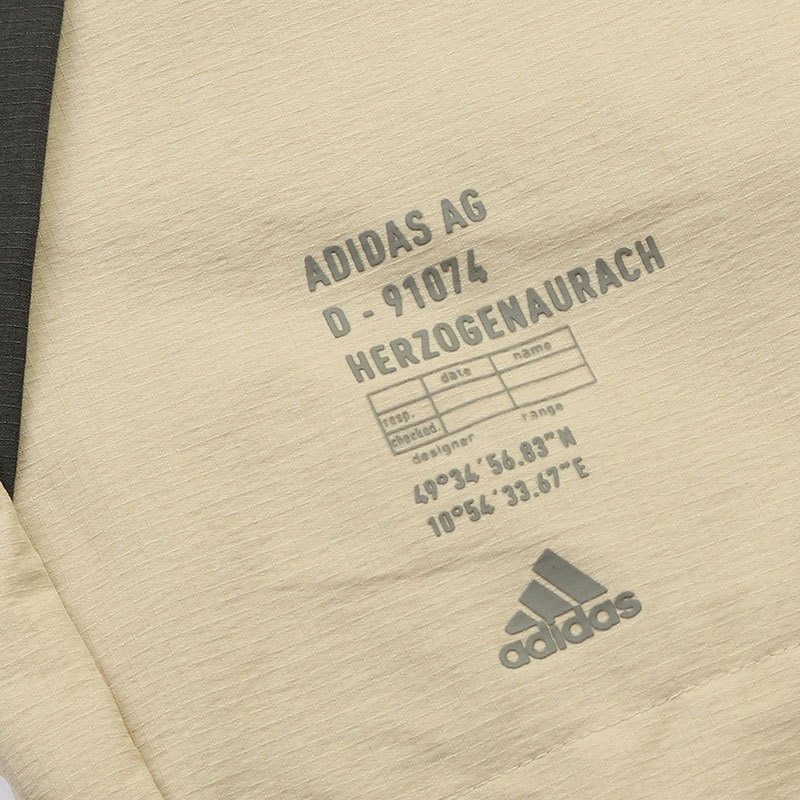 ADIDAS AG
D - 91074
HERZOGENAURACH
date name
resp.
checked.
designer range
49°34´56.83"N
10°54´33.67"E
adidas